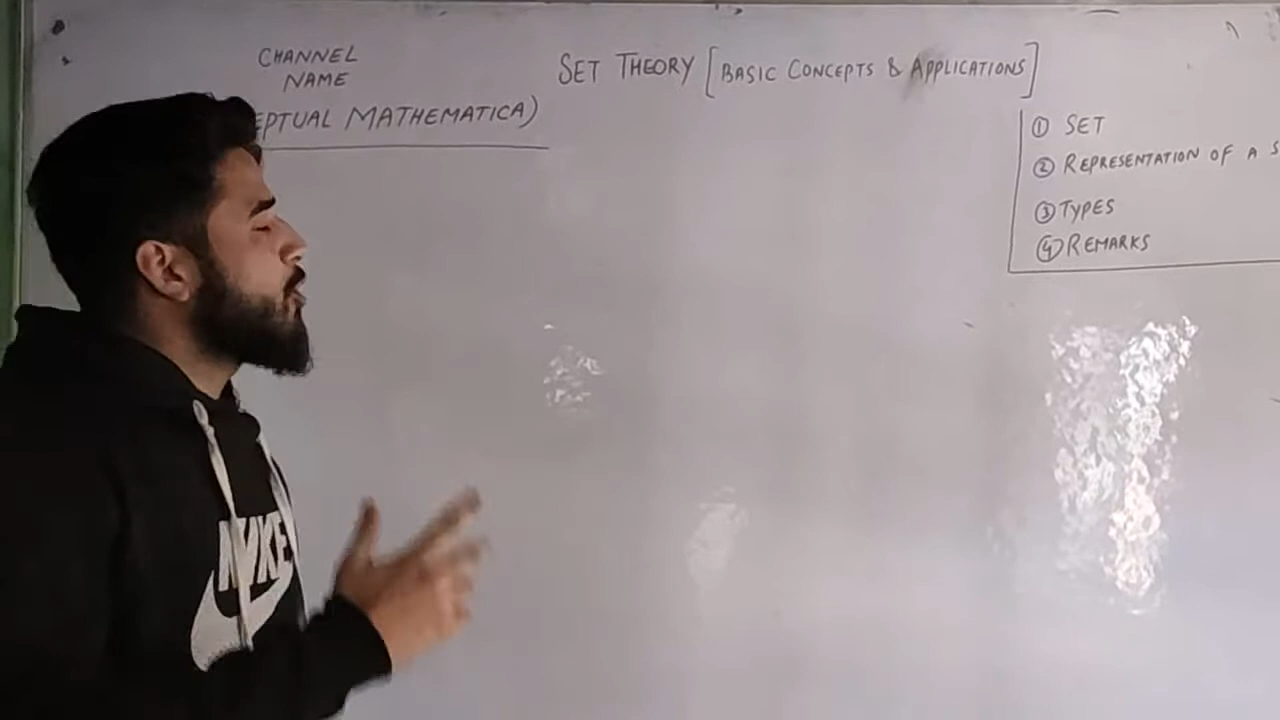 CHANNEL
NAME
EPTUAL MATHEMATICA)
SET THEORY [BASIC CONCEPTS & APPLICATIONS]
① SET
② REPRESENTATION OF A S
③ TYPES
④ REMARKS
NIKE